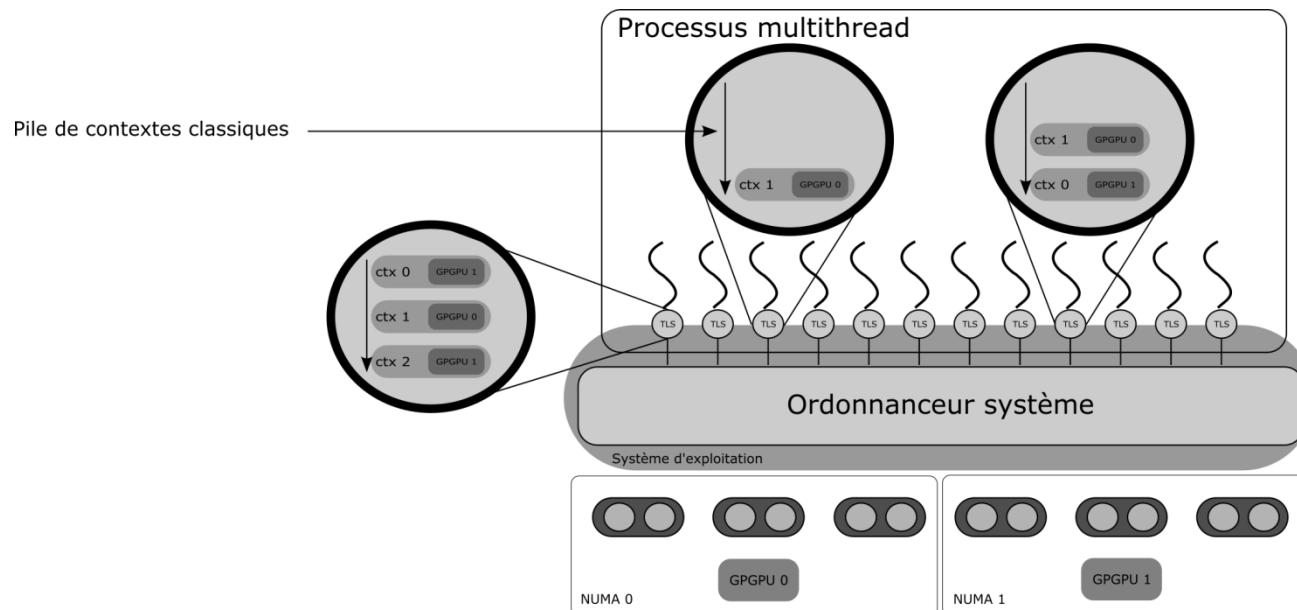 Processus multithread
Pile de contextes classiques
ctx 1 GPGPU 0
ctx 1 GPGPU 0
ctx 0 GPGPU 1
ctx 0 GPGPU 1
ctx 1 GPGPU 0
ctx 2 GPGPU 1
TLS TLS TLS TLS TLS TLS TLS TLS TLS TLS TLS TLS
Ordonnanceur système
Système d'exploitation
GPGPU 0
NUMA 0
GPGPU 1
NUMA 1